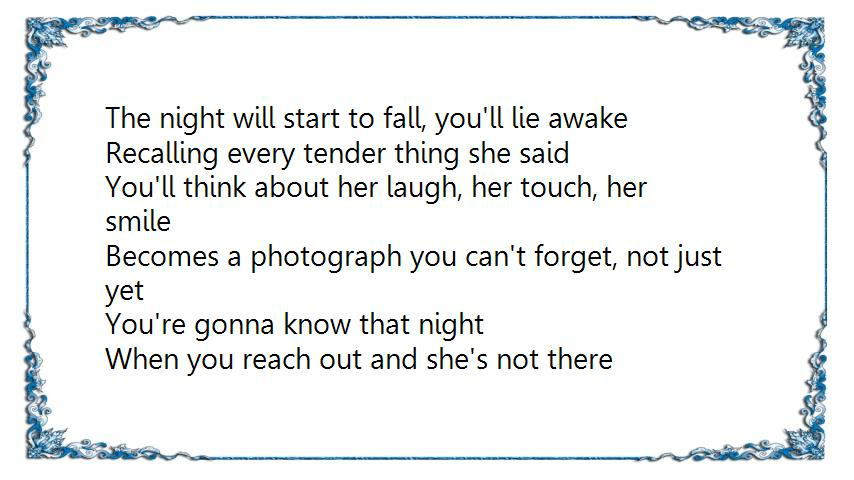 The night will start to fall, you'll lie awake
Recalling every tender thing she said
You'll think about her laugh, her touch, her
smile
Becomes a photograph you can't forget, not just
yet
You're gonna know that night
When you reach out and she's not there